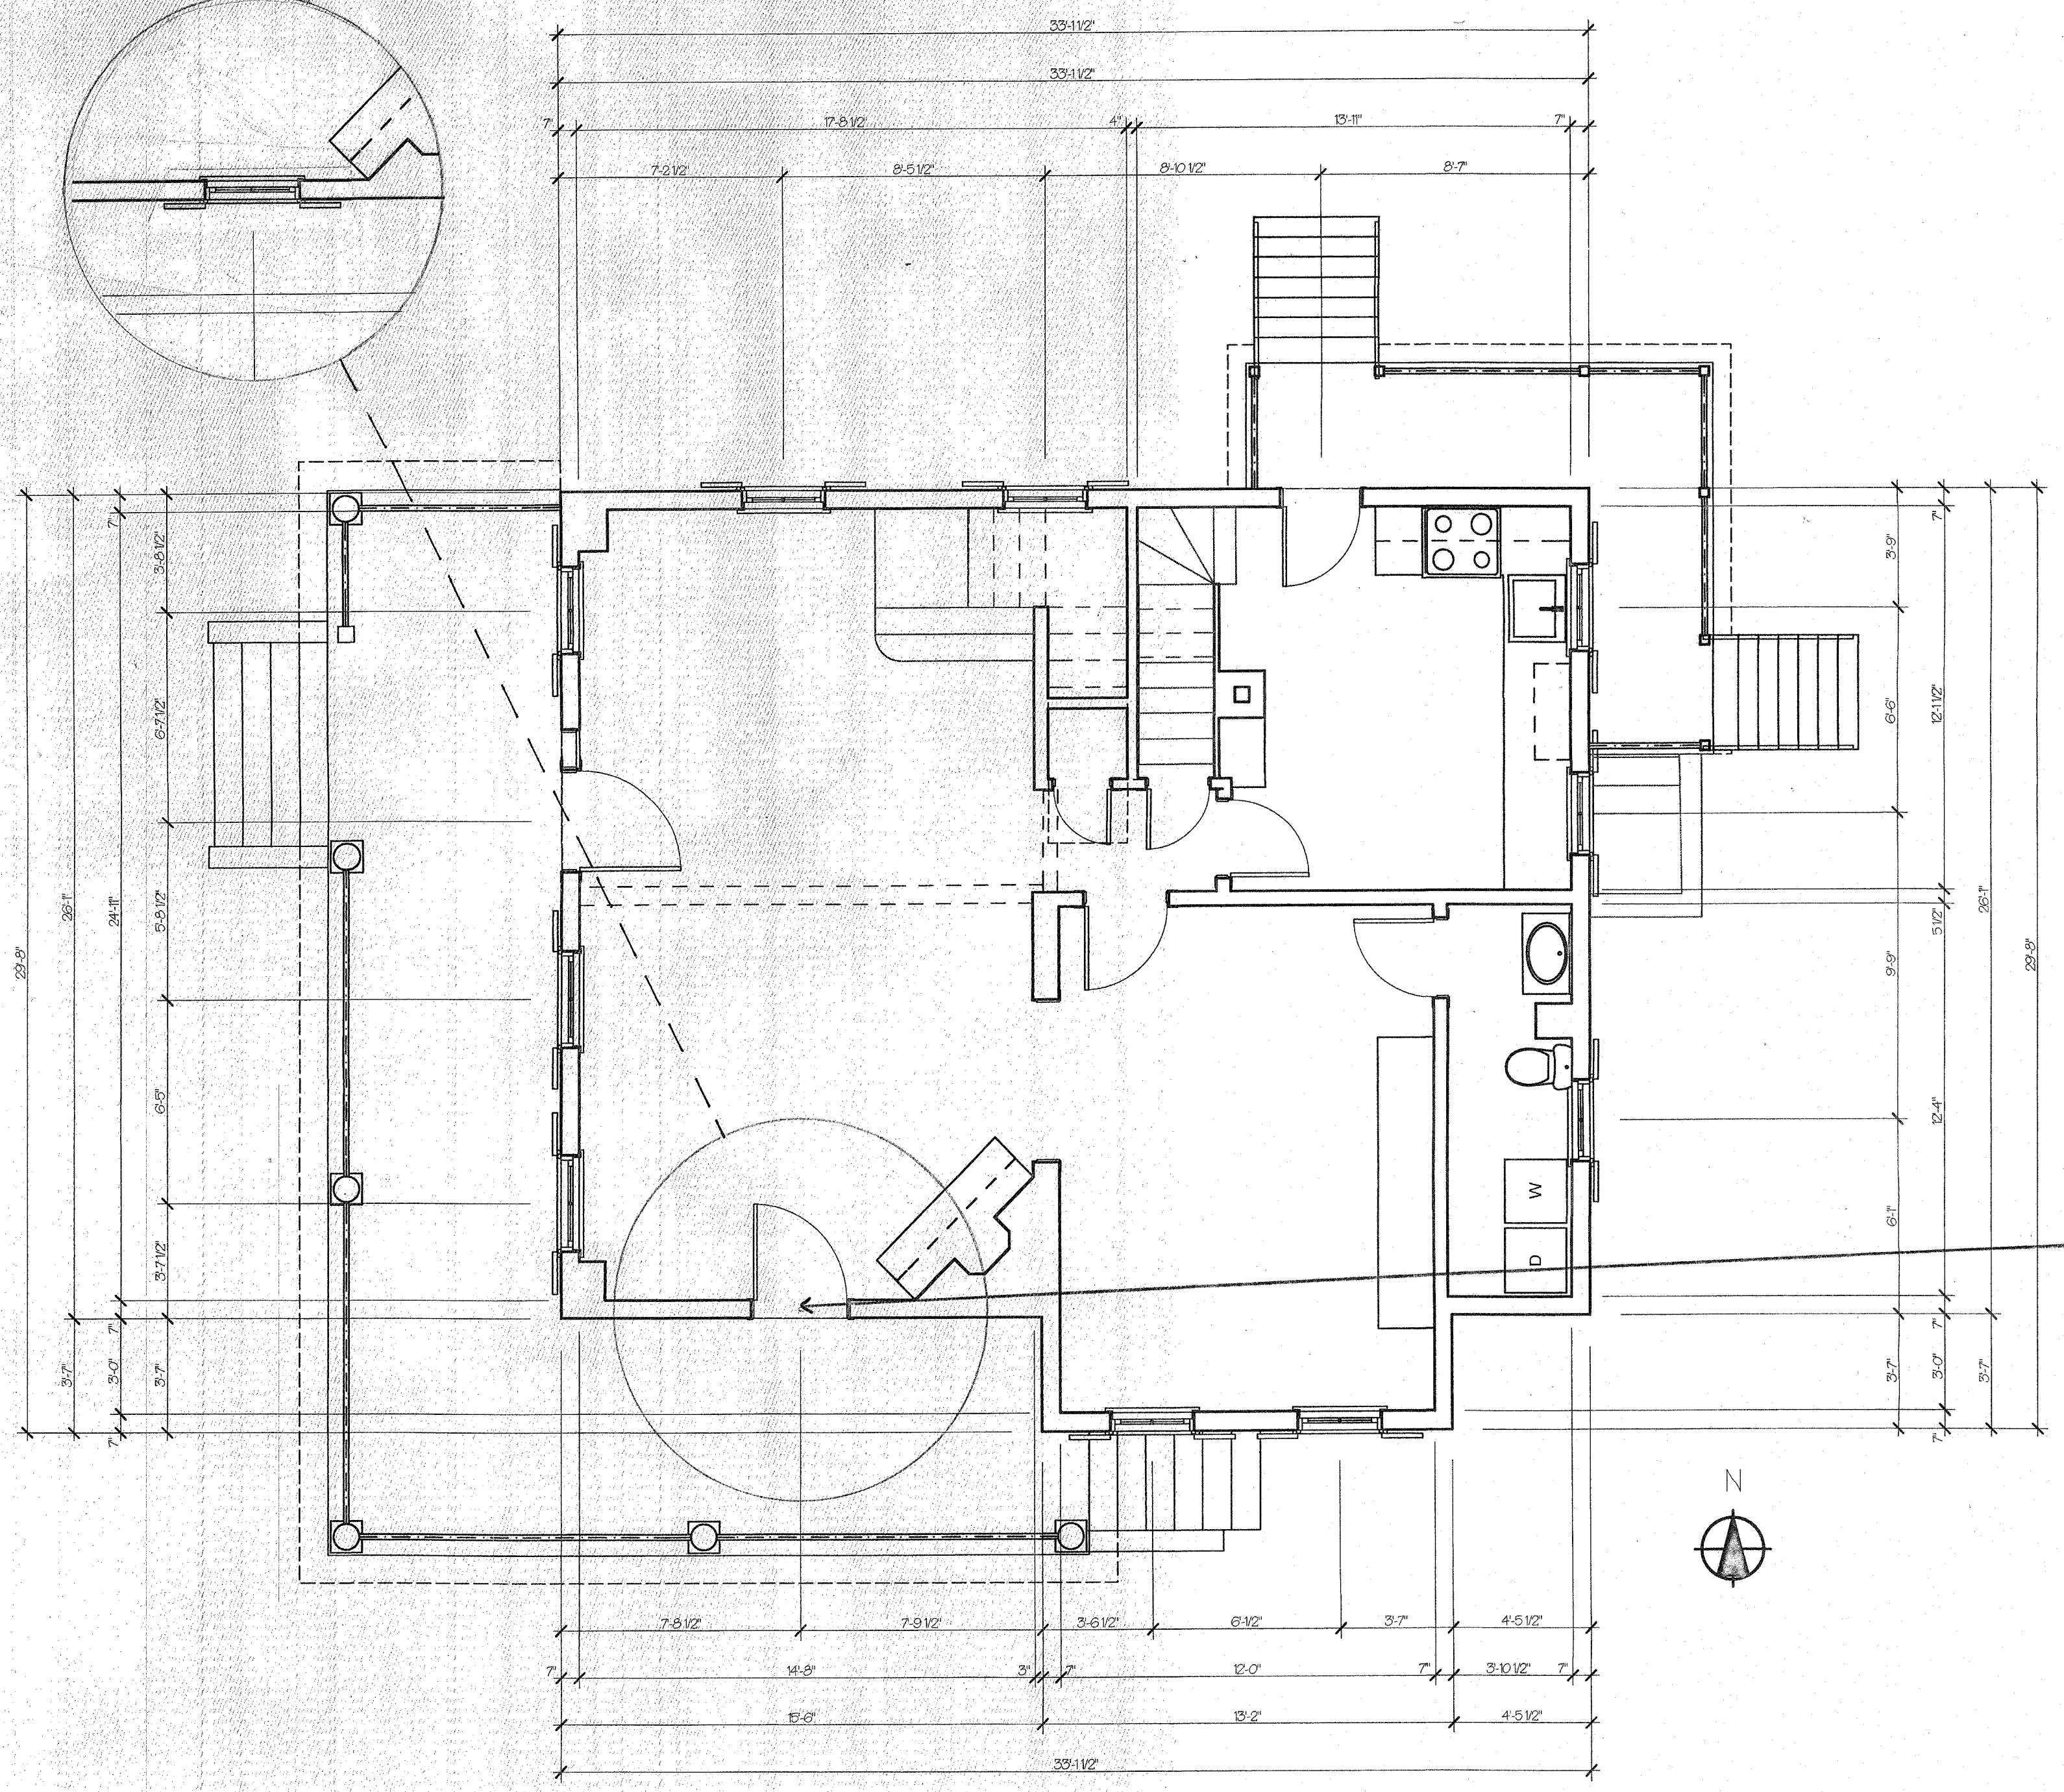 33'-1 1/2"
33'-1 1/2"
7" 17'-8 1/2" 4" 13'-11" 7"
7'-2 1/2" 8'-5 1/2" 8'-10 1/2" 8'-7"
29'-8"
26'-1" 3'-7"
7" 24'-11" 7" 3'-0" 7"
3'-8 1/2" 6'-7 1/2" 5'-8 1/2" 6'-5" 3'-7 1/2" 3'-7"
W
D
3'-9" 6'-6" 9'-9" 6'-1" 3'-7"
7" 12'-1 1/2" 5 1/2" 12'-4" 7" 3'-0" 7"
26'-1" 3'-7"
29'-8"
N
7'-8 1/2" 7'-9 1/2" 3'-6 1/2" 6'-1/2" 3'-7" 4'-5 1/2"
7" 14'-8" 3" 7" 12'-0" 7" 3'-10 1/2" 7"
15'-6" 13'-2" 4'-5 1/2"
33'-1 1/2"